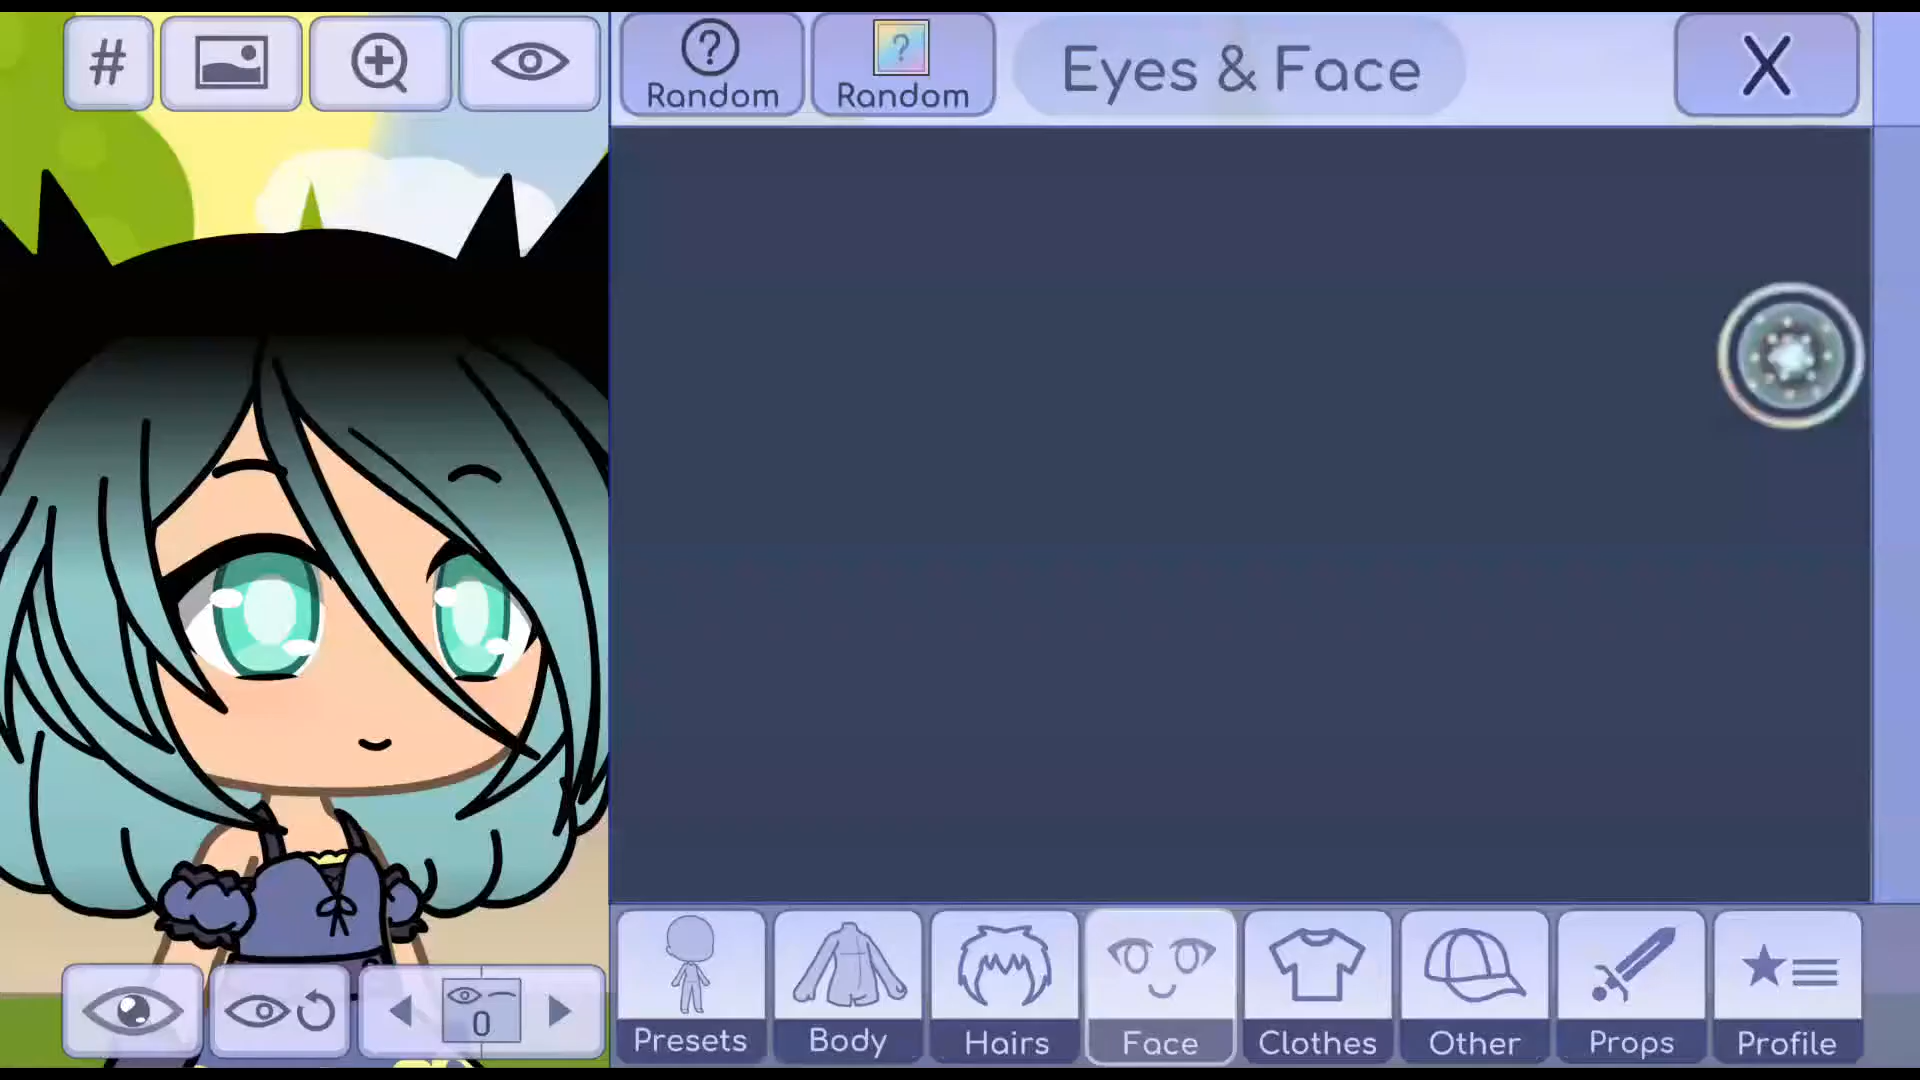 #
?
Random
?
Random
Eyes & Face
X
0
Presets
Body
Hairs
Face
Clothes
Other
Props
Profile